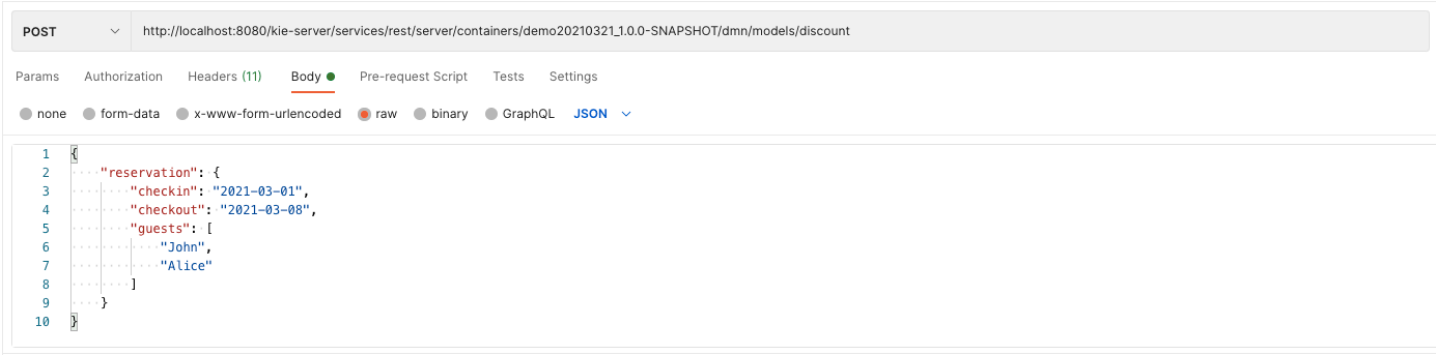 POST http://localhost:8080/kie-server/services/rest/server/containers/demo20210321_1.0.0-SNAPSHOT/dmn/models/discount
Params Authorization Headers (11) Body Pre-request Script Tests Settings
none form-data x-www-form-urlencoded raw binary GraphQL JSON
1 {
2 "reservation": {
3 "checkin": "2021-03-01",
4 "checkout": "2021-03-08",
5 "guests": [
6 "John",
7 "Alice"
8 ]
9 }
10 }